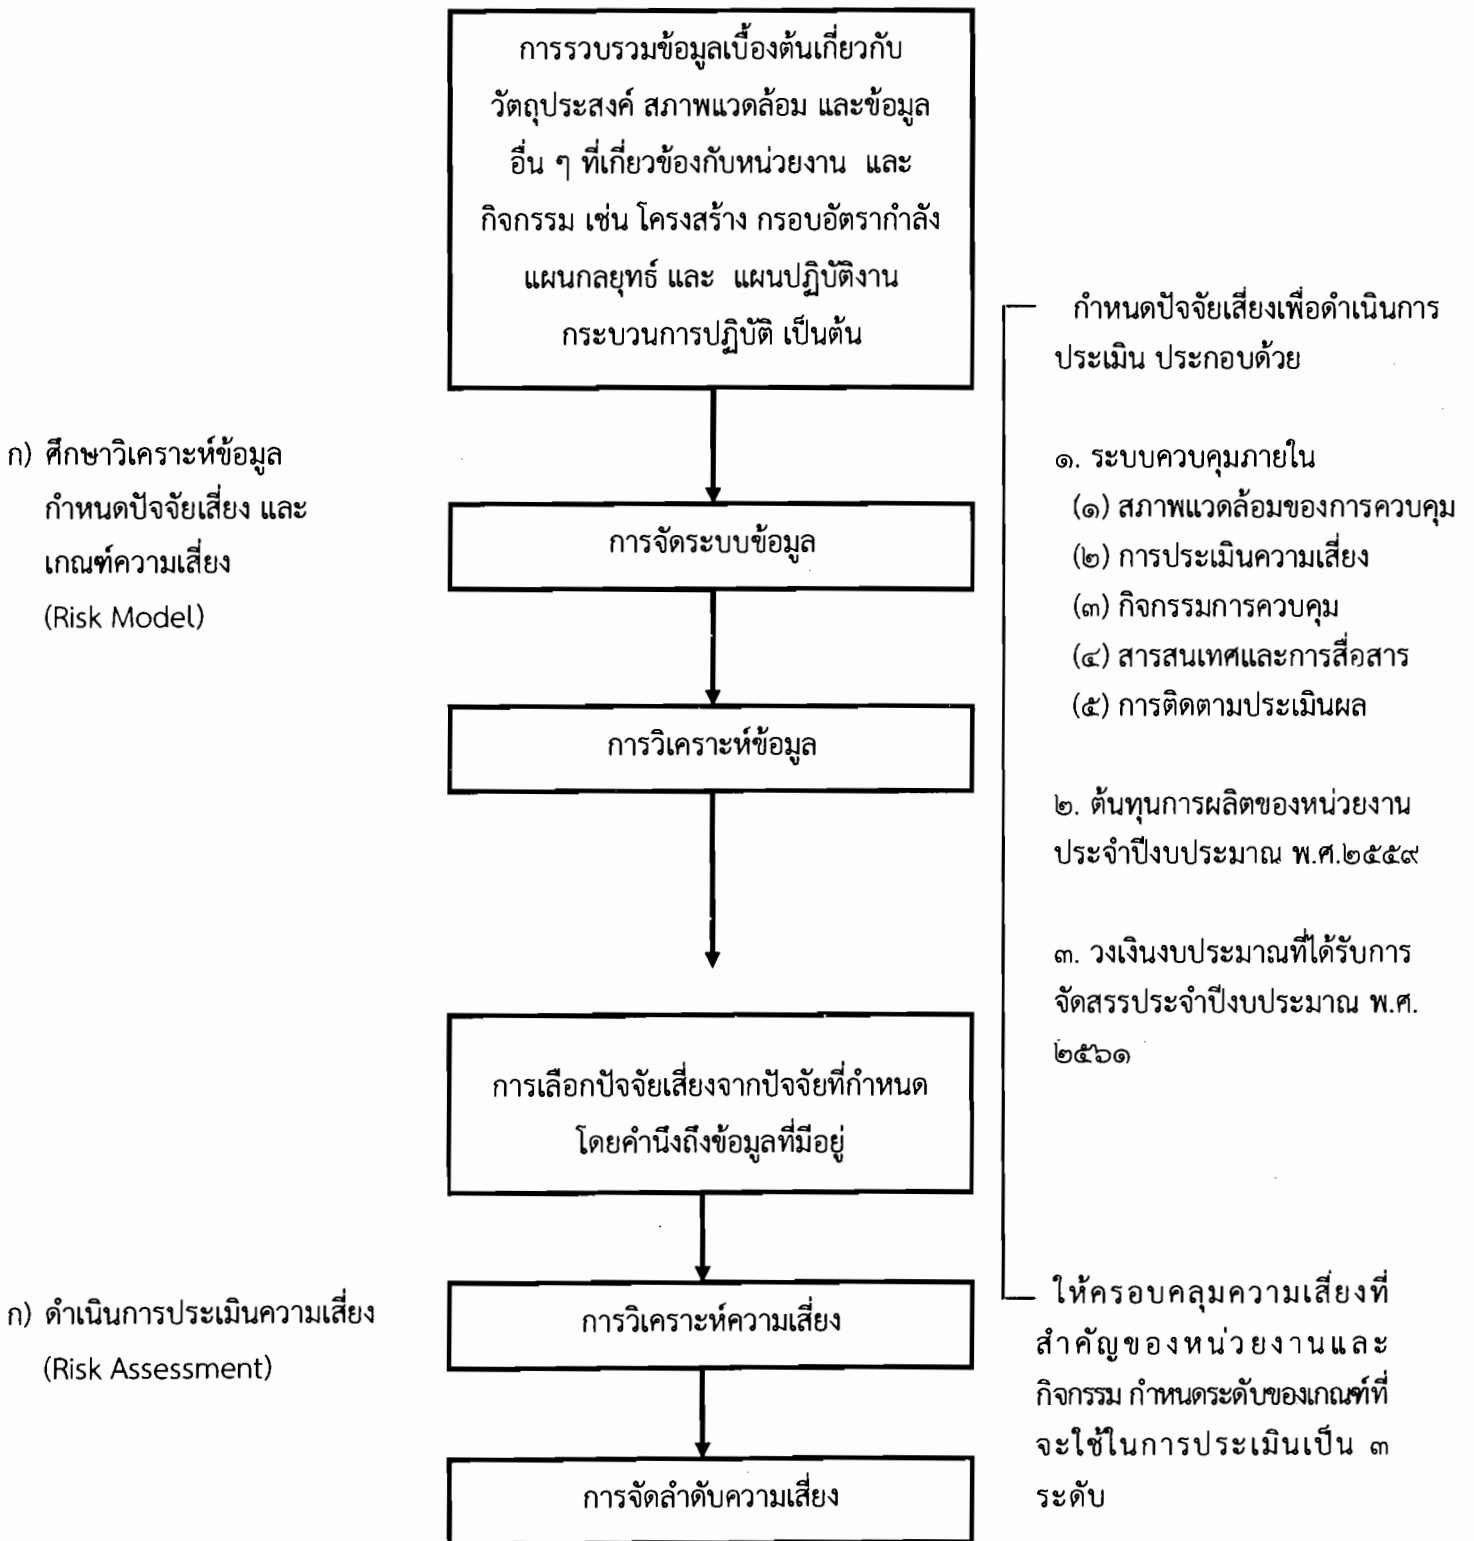 การรวบรวมข้อมูลเบื้องต้นเกี่ยวกับ
วัตถุประสงค์ สภาพแวดล้อม และข้อมูล
อื่น ๆ ที่เกี่ยวข้องกับหน่วยงาน และ
กิจกรรม เช่น โครงสร้าง กรอบอัตรากำลัง
แผนกลยุทธ์ และ แผนปฏิบัติงาน
กระบวนการปฏิบัติ เป็นต้น
ก) ศึกษาวิเคราะห์ข้อมูล
กำหนดปัจจัยเสี่ยง และ
เกณฑ์ความเสี่ยง
(Risk Model)
การจัดระบบข้อมูล
การวิเคราะห์ข้อมูล
การเลือกปัจจัยเสี่ยงจากปัจจัยที่กำหนด
โดยคำนึงถึงข้อมูลที่มีอยู่
ก) ดำเนินการประเมินความเสี่ยง
(Risk Assessment)
การวิเคราะห์ความเสี่ยง
การจัดลำดับความเสี่ยง
กำหนดปัจจัยเสี่ยงเพื่อดำเนินการ
ประเมิน ประกอบด้วย
๑. ระบบควบคุมภายใน
(๑) สภาพแวดล้อมของการควบคุม
(๒) การประเมินความเสี่ยง
(๓) กิจกรรมการควบคุม
(๔) สารสนเทศและการสื่อสาร
(๕) การติดตามประเมินผล
๒. ต้นทุนการผลิตของหน่วยงาน
ประจำปีงบประมาณ พ.ศ.๒๕๕๙
๓. วงเงินงบประมาณที่ได้รับการ
จัดสรรประจำปีงบประมาณ พ.ศ.
๒๕๖๑
ให้ครอบคลุมความเสี่ยงที่
สำคัญของหน่วยงานและ
กิจกรรม กำหนดระดับของเกณฑ์ที่
จะใช้ในการประเมินเป็น ๓
ระดับ